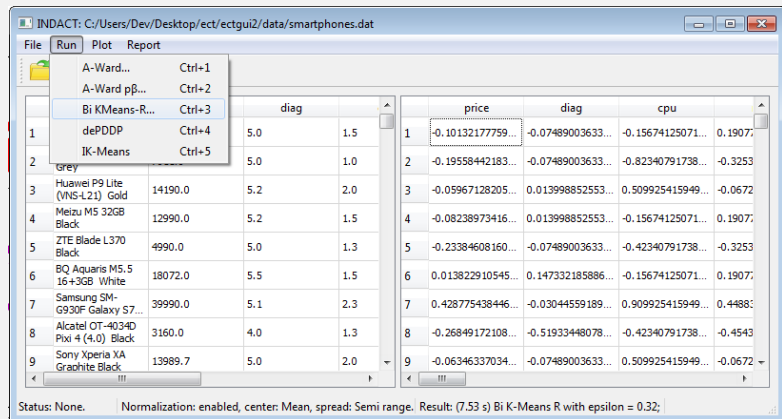 INDACT: C:/Users/Dev/Desktop/ect/ectgui2/data/smartphones.dat
File Run Plot Report
A-Ward... Ctrl+1
A-Ward pβ... Ctrl+2
Bi KMeans-R... Ctrl+3
dePDDP Ctrl+4
IK-Means Ctrl+5
diag
price diag cpu
1 5.0 1.5
1 -0.10132177759... -0.07489003633... -0.15674125071... 0.19077
2 Grey 5.0 1.0
2 -0.19558442183... -0.07489003633... -0.82340791738... -0.3253
3 Huawei P9 Lite
(VNS-L21) Gold 14190.0 5.2 2.0
3 -0.05967128205... 0.013998852553... 0.509925415949... -0.0672
4 Meizu M5 32GB
Black 12990.0 5.2 1.5
4 -0.08238973416... 0.013998852553... -0.15674125071... 0.19077
5 ZTE Blade L370
Black 4990.0 5.0 1.3
5 -0.23384608160... -0.07489003633... -0.42340791738... -0.3253
6 BQ Aquaris M5.5
16+3GB White 18072.0 5.5 1.5
6 0.013822910545... 0.147332185886... -0.15674125071... 0.19077
7 Samsung SM-
G930F Galaxy S7... 39990.0 5.1 2.3
7 0.428775438446... -0.03044559189... 0.909925415949... 0.44883
8 Alcatel OT-4034D
Pixi 4 (4.0) Black 3160.0 4.0 1.3
8 -0.26849172108... -0.51933448078... -0.42340791738... -0.4543
9 Sony Xperia XA
Graphite Black 13989.7 5.0 2.0
9 -0.06346337034... -0.07489003633... 0.509925415949... -0.0672
Status: None. Normalization: enabled, center: Mean, spread: Semi range. Result: (7.53 s) Bi K-Means R with epsilon = 0.32;